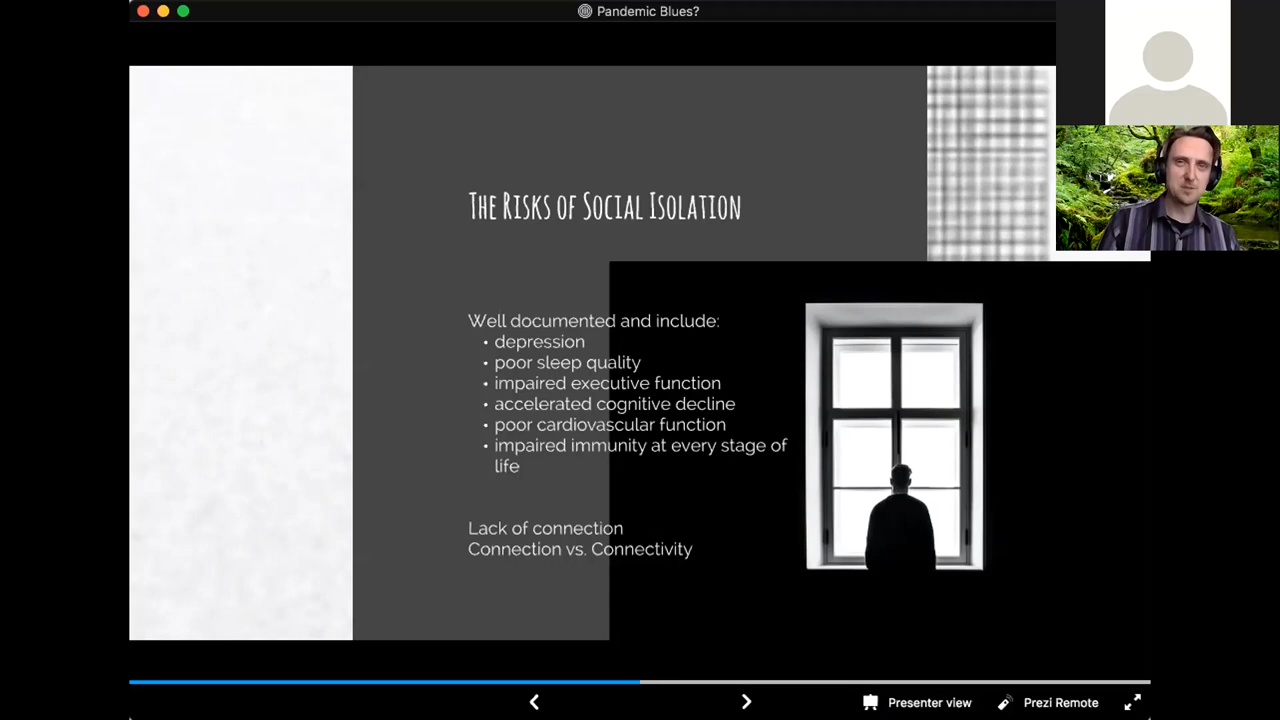 Pandemic Blues?
The Risks of Social Isolation
Well documented and include:
• depression
• poor sleep quality
• impaired executive function
• accelerated cognitive decline
• poor cardiovascular function
• impaired immunity at every stage of
life
Lack of connection
Connection vs. Connectivity
Presenter view
Prezi Remote